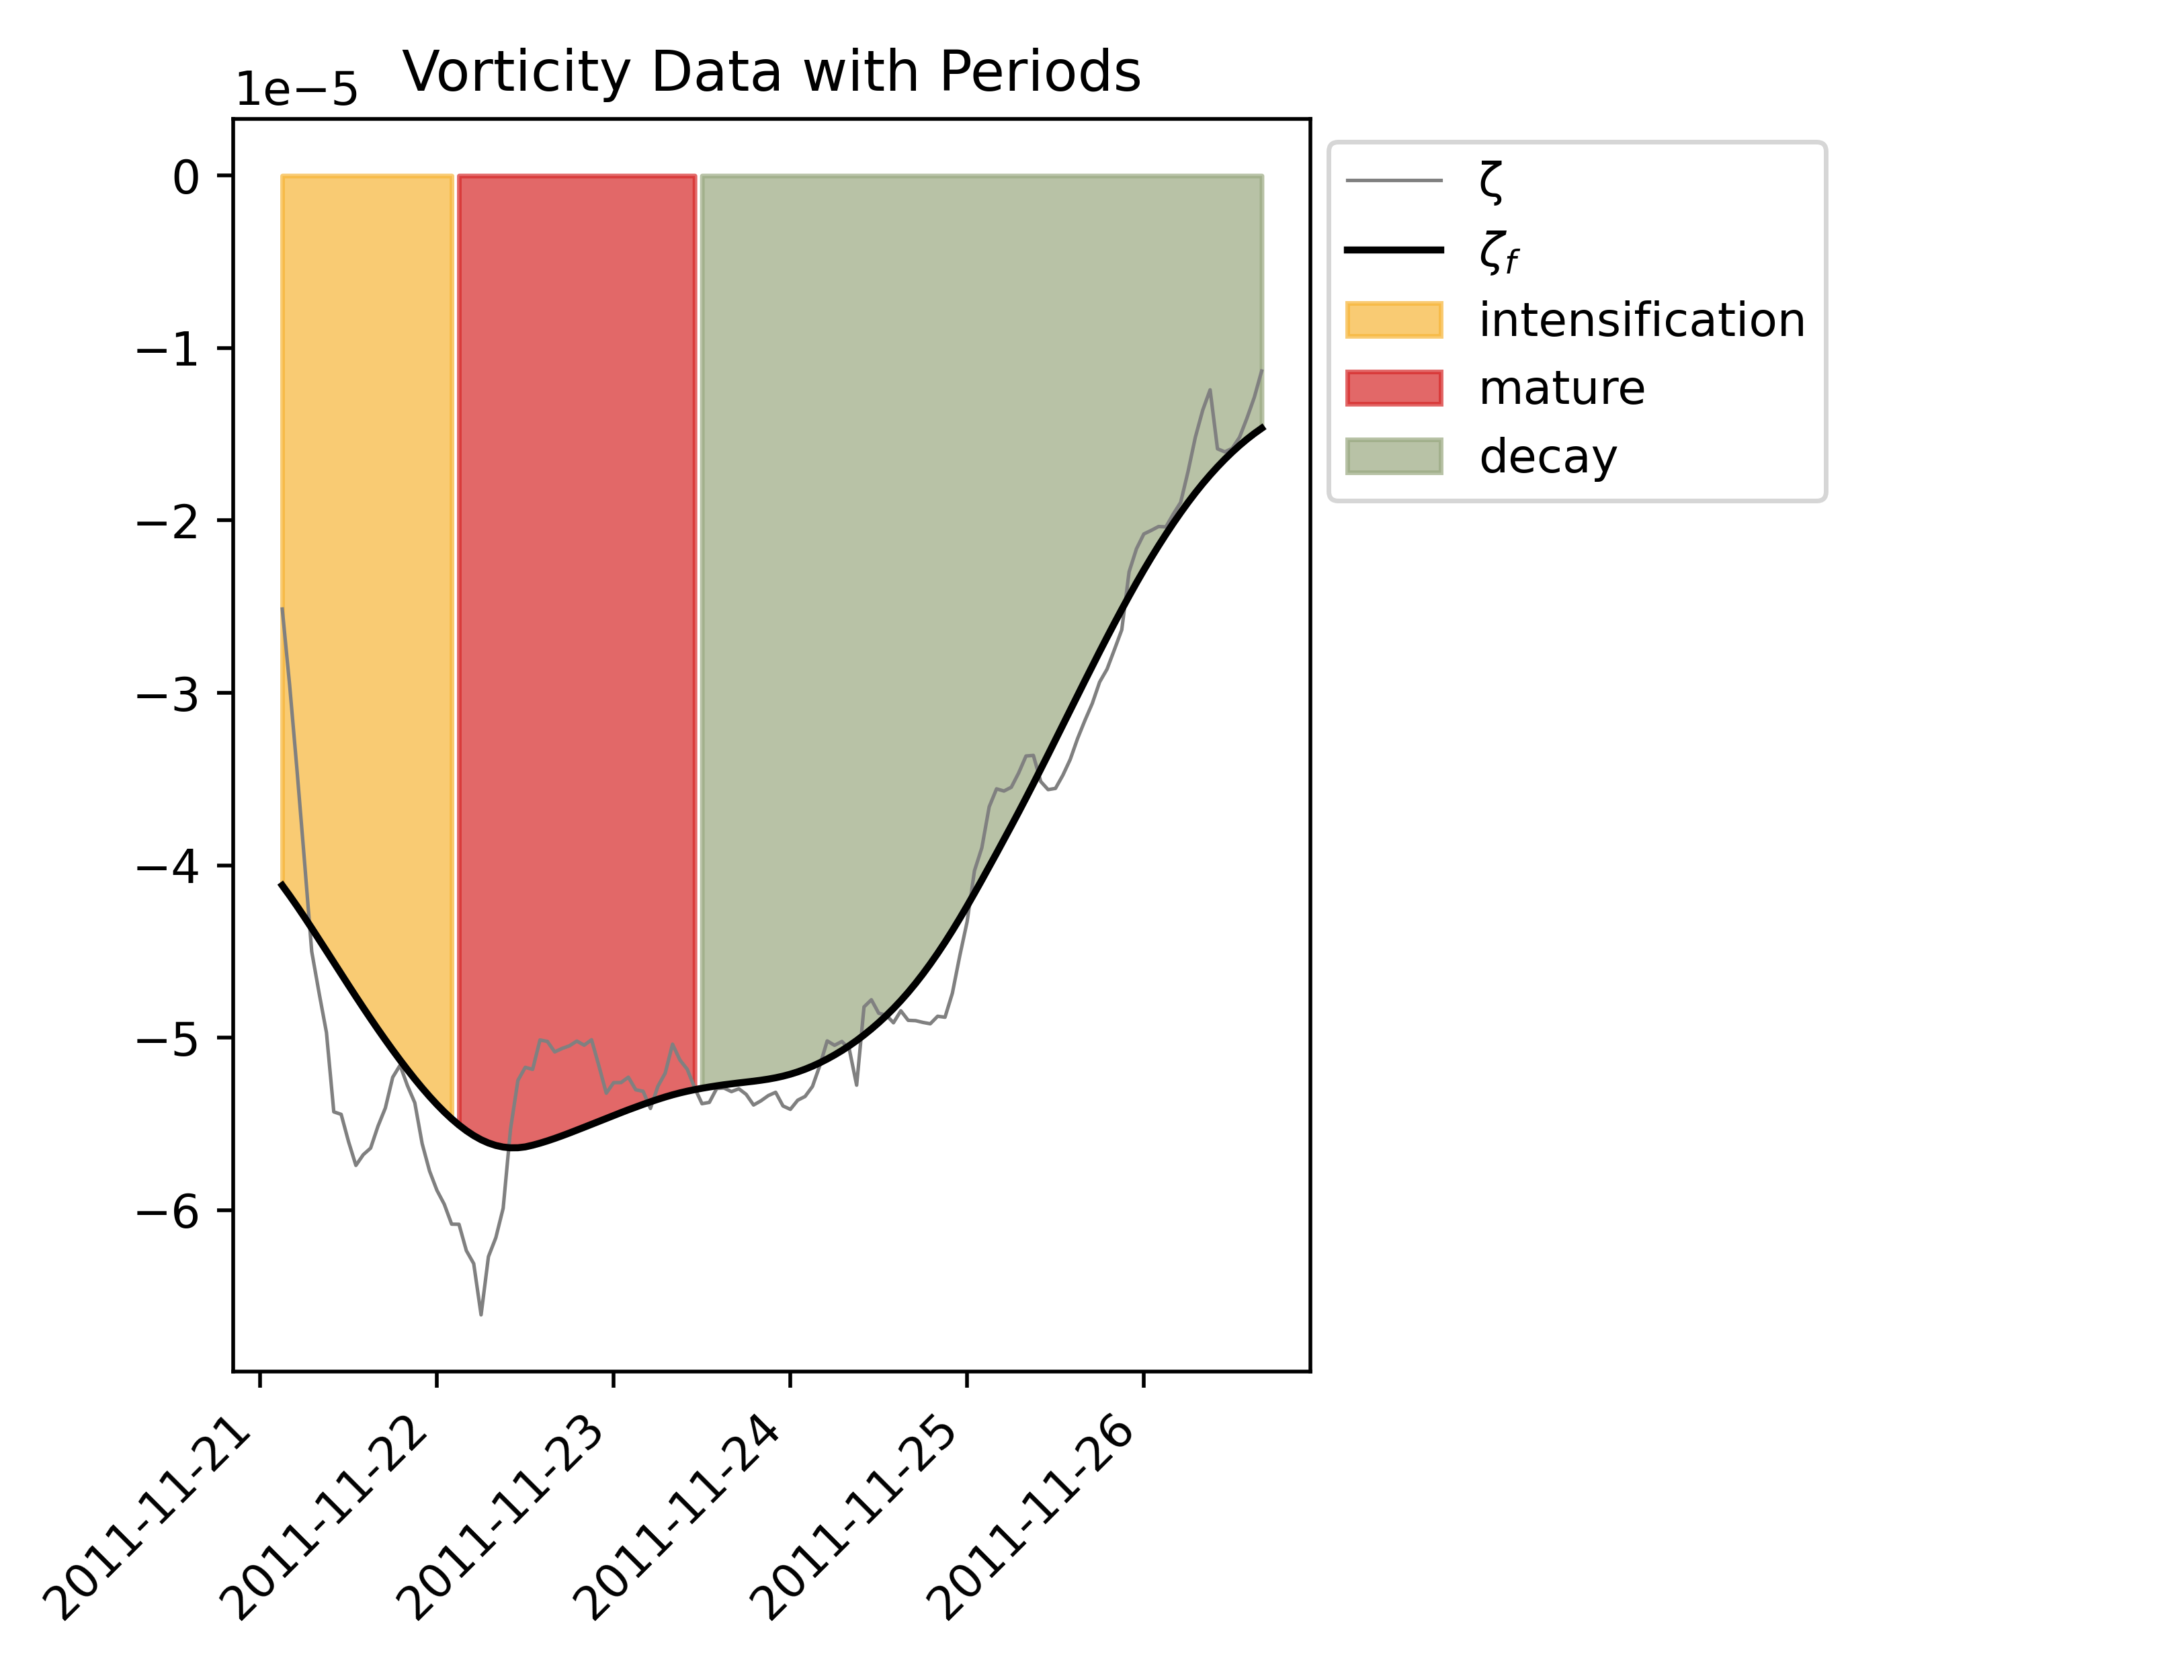 Vorticity Data with Periods
1e−5
0
−1
−2
−3
−4
−5
−6
2011-11-21
2011-11-22
2011-11-23
2011-11-24
2011-11-25
2011-11-26
ζ
ζf
intensification
mature
decay